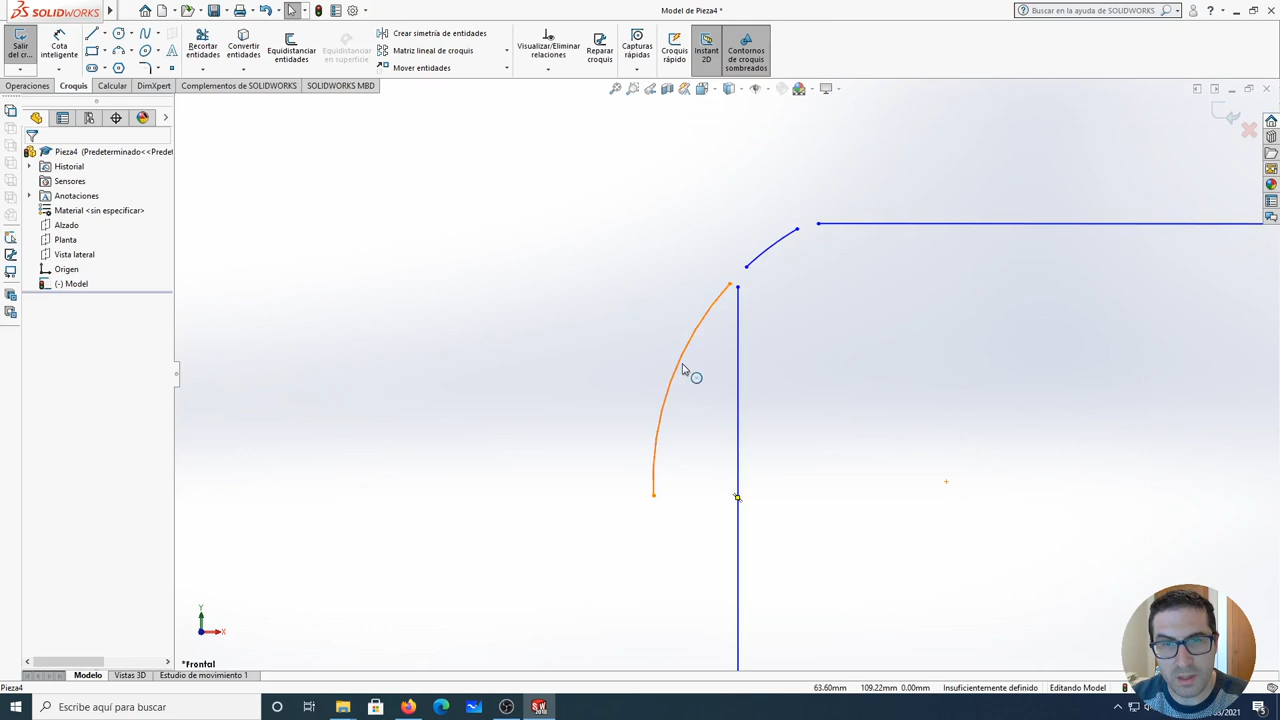 SOLIDWORKS
Model de Pieza4 *
Buscar en la ayuda de SOLIDWORKS
Salir del cr...
Cota inteligente
Recortar entidades
Convertir entidades
Equidistanciar entidades
Equidistanciar en superficie
Crear simetría de entidades
Matriz lineal de croquis
Mover entidades
Visualizar/Eliminar relaciones
Reparar croquis
Capturas rápidas
Croquis rápido
Instant 2D
Contornos de croquis sombreados
Operaciones
Croquis
Calcular
DimXpert
Complementos de SOLIDWORKS
SOLIDWORKS MBD
Pieza4 (Predeterminado<<Predet
Historial
Sensores
Anotaciones
Material <sin especificar>
Alzado
Planta
Vista lateral
Origen
(-) Model
Y
X
*Frontal
Modelo
Vistas 3D
Estudio de movimiento 1
Pieza4
63.60mm
109.22mm
0.00mm
Insuficientemente definido
Editando Model
Escribe aquí para buscar